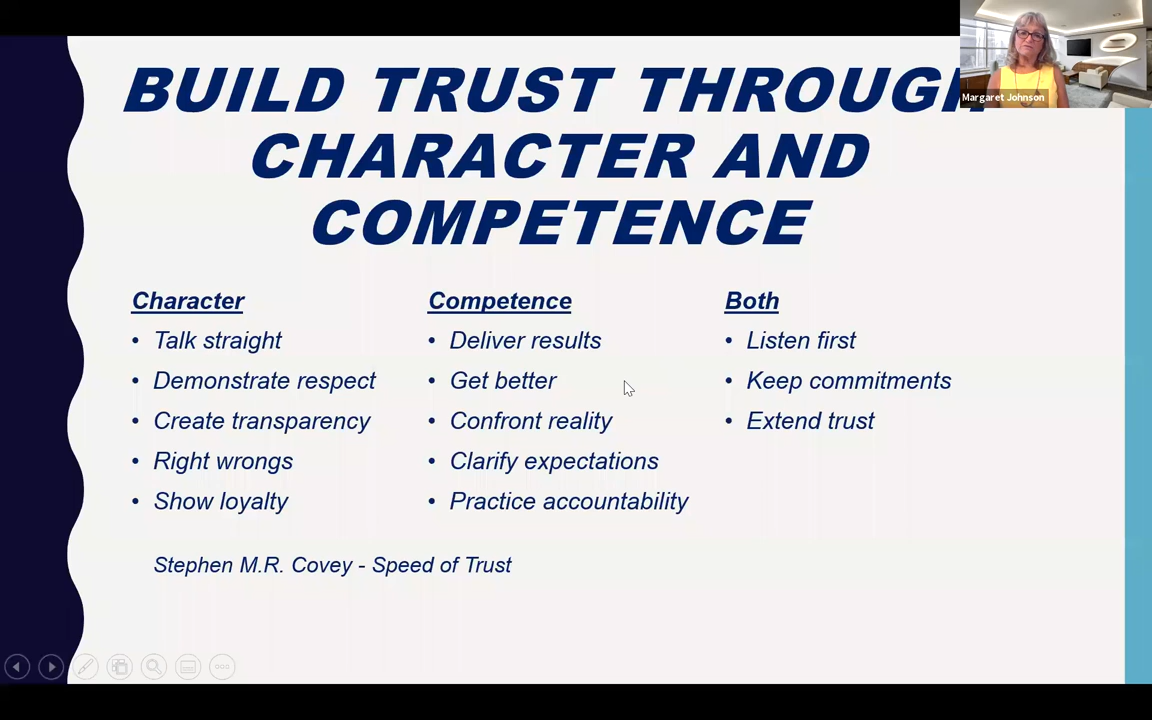 BUILD TRUST THROUGH
CHARACTER AND
COMPETENCE
Margaret Johnson
Character
• Talk straight
• Demonstrate respect
• Create transparency
• Right wrongs
• Show loyalty
Competence
• Deliver results
• Get better
• Confront reality
• Clarify expectations
• Practice accountability
Both
• Listen first
• Keep commitments
• Extend trust
Stephen M.R. Covey - Speed of Trust